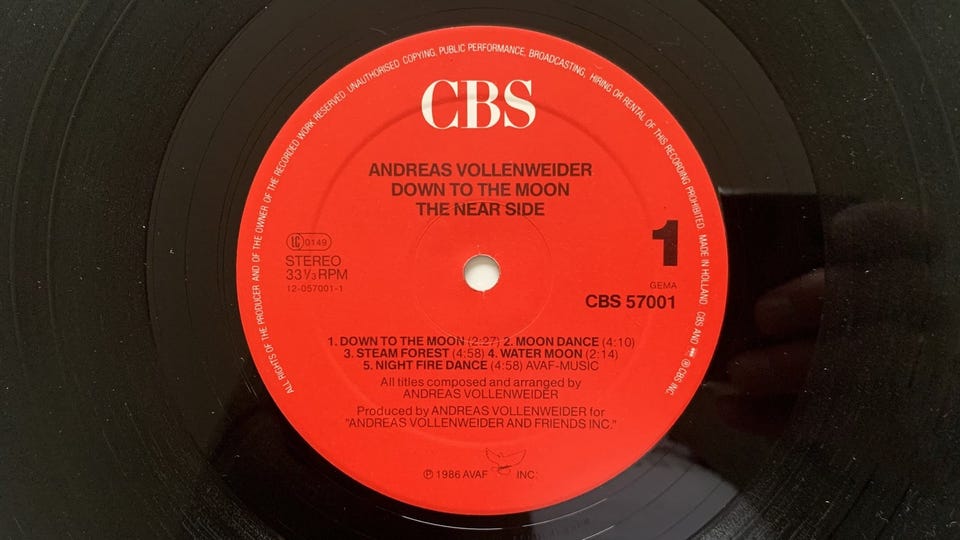 ALL RIGHTS OF THE PRODUCER AND OF THE OWNER OF THE RECORDED WORK RESERVED. UNAUTHORISED COPYING, PUBLIC PERFORMANCE, BROADCASTING, HIRING OR RENTAL OF THIS RECORDING PROHIBITED. MADE IN HOLLAND CBS AND ® CBS INC.
CBS
ANDREAS VOLLENWEIDER
DOWN TO THE MOON
THE NEAR SIDE
LC 0149
STEREO
33 1/3 RPM
12-057001-1
1
GEMA
CBS 57001
1. DOWN TO THE MOON (2:27) 2. MOON DANCE (4:10)
3. STEAM FOREST (4:58) 4. WATER MOON (2:14)
5. NIGHT FIRE DANCE (4:58) AVAF-MUSIC
All titles composed and arranged by
ANDREAS VOLLENWEIDER
Produced by ANDREAS VOLLENWEIDER for
"ANDREAS VOLLENWEIDER AND FRIENDS INC."
℗ 1986 AVAF INC.